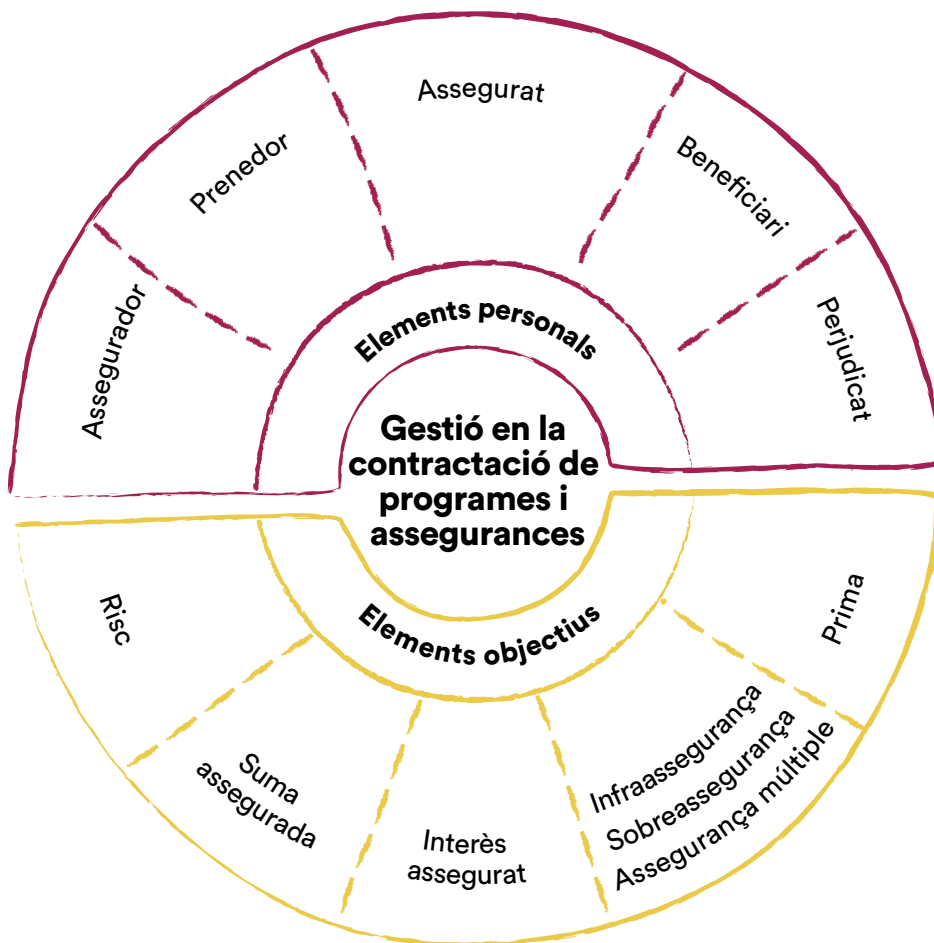 Assegurador
Prenedor
Assegurat
Beneficiari
Perjudicat
Elements personals
Gestió en la
contractació de
programes i
assegurances
Elements objectius
Risc
Suma
assegurada
Interès
assegurat
Infraassegurança
Sobreassegurança
Assegurança múltiple
Prima